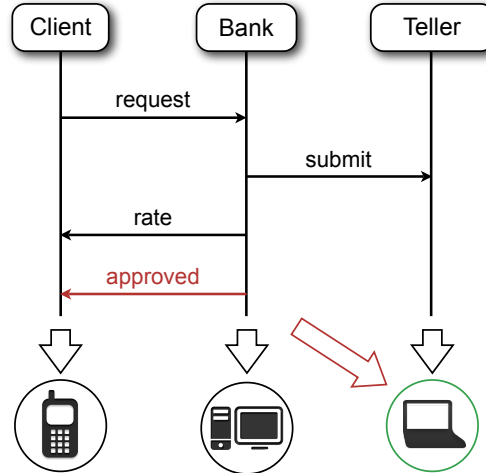 Client
Bank
Teller
request
submit
rate
approved